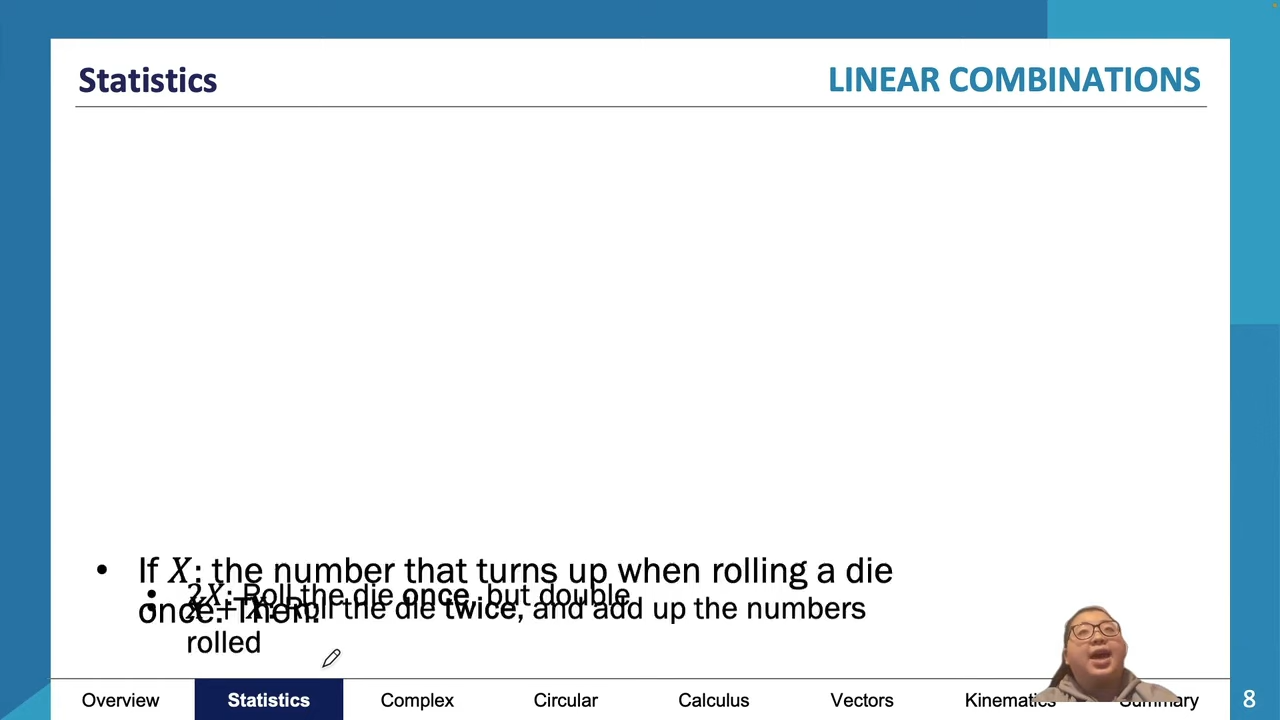 Statistics
LINEAR COMBINATIONS
• If X: the number that turns up when rolling a die
once. Then:
• 2X: Roll the die once, but double
• X + X: Roll the die twice, and add up the numbers
rolled
Overview
Statistics
Complex
Circular
Calculus
Vectors
Kinematics
Summary
8